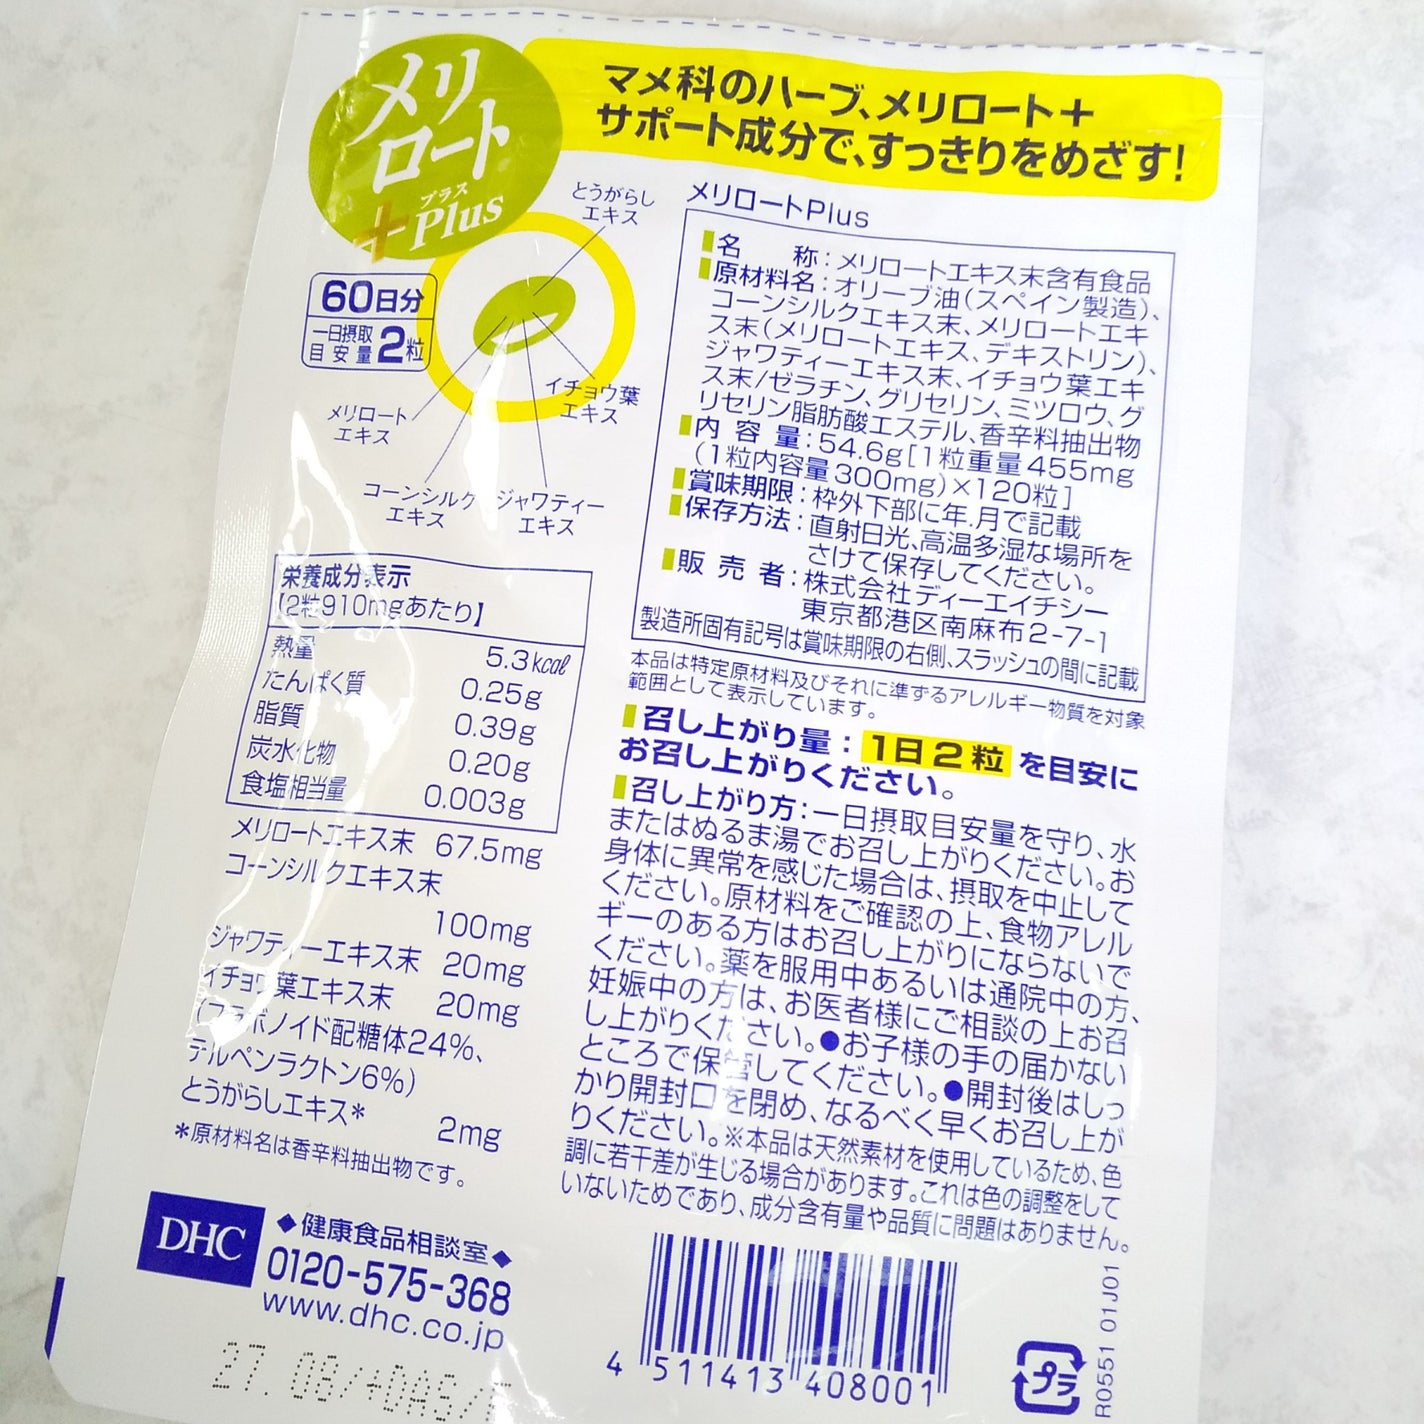 メリ
ロート
プラス
+Plus
マメ科のハーブ、メリロート＋
サポート成分で、すっきりをめざす！
60日分
一日摂取
目安量 2粒
とうがらし
エキス
イチョウ葉
エキス
メリロート
エキス
コーンシルク
エキス
ジャワティー
エキス
メリロートPlus
名　称：メリロートエキス末含有食品
原材料名：オリーブ油（スペイン製造）、
コーンシルクエキス末、メリロートエキ
ス末（メリロートエキス、デキストリン）、
ジャワティーエキス末、イチョウ葉エキ
ス末/ゼラチン、グリセリン、ミツロウ、グ
リセリン脂肪酸エステル、香辛料抽出物
内容量：54.6g[1粒重量455mg
（1粒内容量300mg）×120粒]
賞味期限：枠外下部に年.月で記載
保存方法：直射日光、高温多湿な場所を
さけて保存してください。
販売者：株式会社ディーエイチシー
東京都港区南麻布2-7-1
製造所固有記号は賞味期限の右側、スラッシュの間に記載
本品は特定原材料及びそれに準ずるアレルギー物質を対象
範囲として表示しています。
召し上がり量：1日2粒を目安に
お召し上がりください。
召し上がり方：一日摂取目安量を守り、水
またはぬるま湯でお召し上がりください。お
身体に異常を感じた場合は、摂取を中止して
ください。原材料をご確認の上、食物アレル
ギーのある方はお召し上がりにならないで
ください。薬を服用中あるいは通院中の方、
妊娠中の方は、お医者様にご相談の上お召
し上がりください。●お子様の手の届かない
ところで保管してください。●開封後はしっ
かり開封口を閉め、なるべく早くお召し上が
りください。※本品は天然素材を使用しているため、色
調に若干差が生じる場合があります。これは色の調整をして
いないためであり、成分含有量や品質に問題はありません。
栄養成分表示
【2粒910mgあたり】
熱量 5.3kcal
たんぱく質 0.25g
脂質 0.39g
炭水化物 0.20g
食塩相当量 0.003g
メリロートエキス末 67.5mg
コーンシルクエキス末
100mg
ジャワティーエキス末 20mg
イチョウ葉エキス末 20mg
（フラボノイド配糖体24%、
テルペンラクトン6%）
とうがらしエキス＊
2mg
＊原材料名は香辛料抽出物です。
DHC
◆健康食品相談室◆
0120-575-368
www.dhc.co.jp
27.08/+DAS/F
4 511413 408001
プラ
R0551 01J01